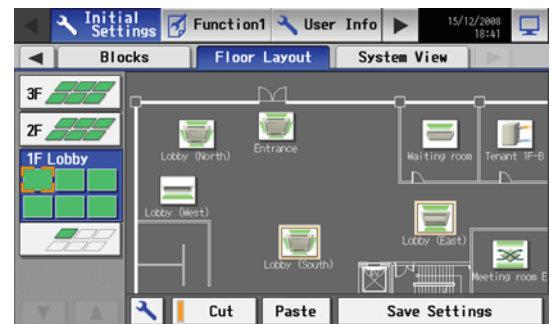 Initial
Settings
Function1
User Info
15/12/2008
18:41
Blocks
Floor Layout
System View
3F
2F
1F Lobby
Lobby (North)
Entrance
Waiting room
Tenant 1F-B
Lobby (West)
Lobby (East)
Lobby (South)
Meeting room E
Cut
Paste
Save Settings